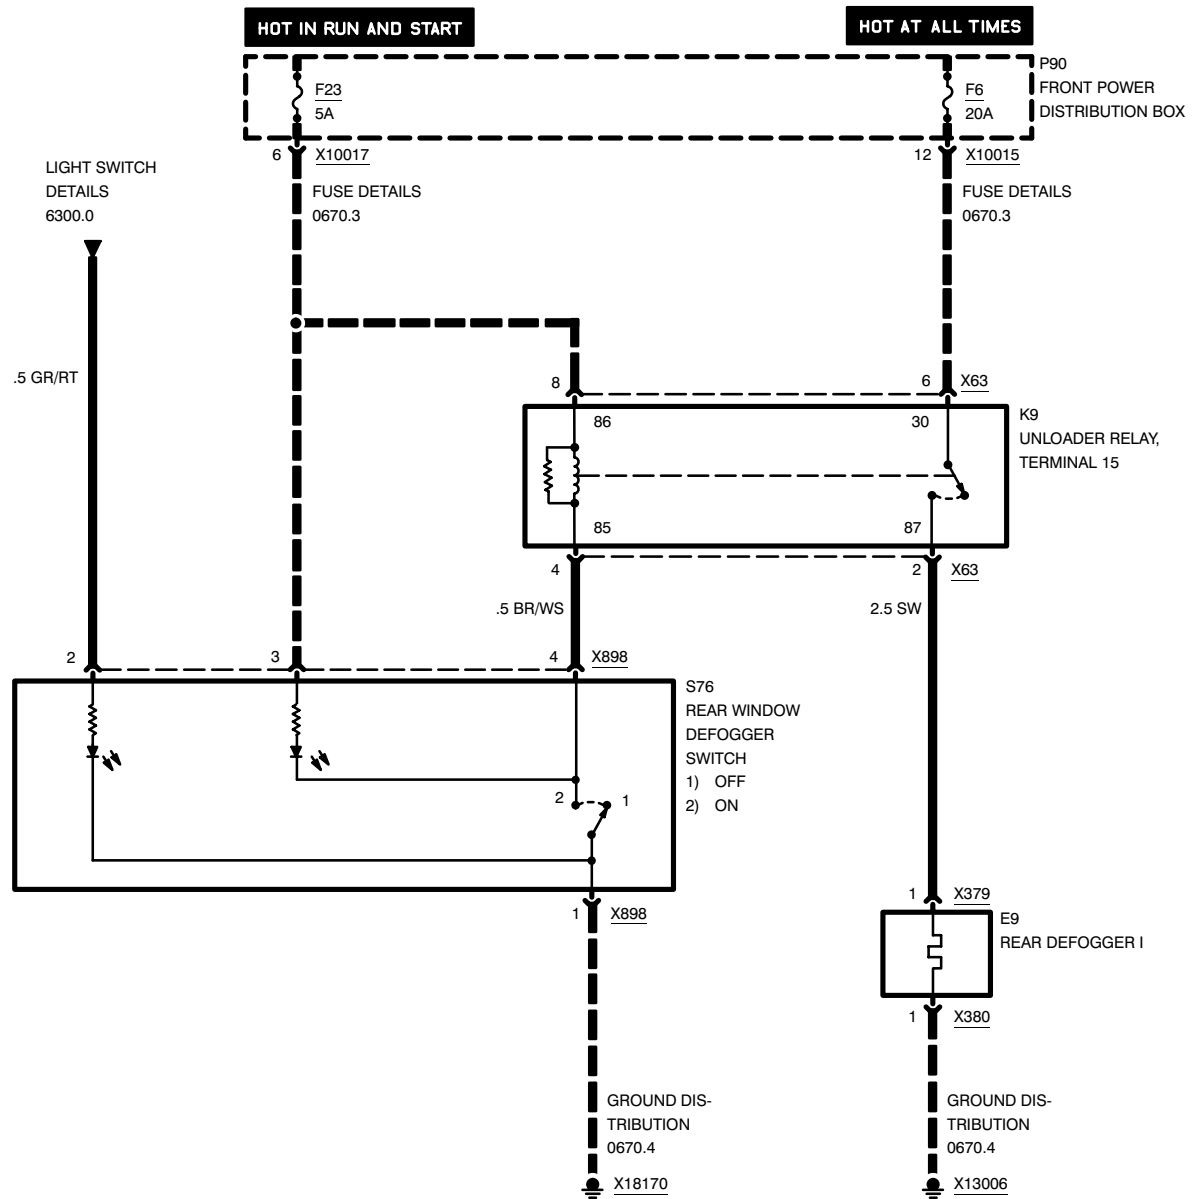 HOT IN RUN AND START
HOT AT ALL TIMES
P90
FRONT POWER
DISTRIBUTION BOX
F23
5A
F6
20A
6
X10017
12
X10015
LIGHT SWITCH
DETAILS
6300.0
FUSE DETAILS
0670.3
FUSE DETAILS
0670.3
.5 GR/RT
8
6
X63
86
30
K9
UNLOADER RELAY,
TERMINAL 15
85
87
4
2
X63
.5 BR/WS
2.5 SW
2
3
4
X898
S76
REAR WINDOW
DEFOGGER
SWITCH
1) OFF
2) ON
2
1
1
X898
1
X379
E9
REAR DEFOGGER I
1
X380
GROUND DIS-
TRIBUTION
0670.4
GROUND DIS-
TRIBUTION
0670.4
X18170
X13006